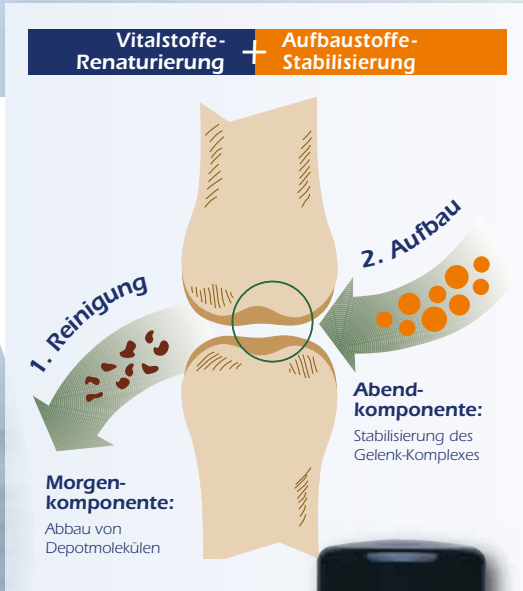 Vitalstoffe-
Renaturierung
+
Aufbaustoffe-
Stabilisierung
1. Reinigung
2. Aufbau
Abend-
komponente:
Stabilisierung des
Gelenk-Komplexes
Morgen-
komponente:
Abbau von
Depotmolekülen